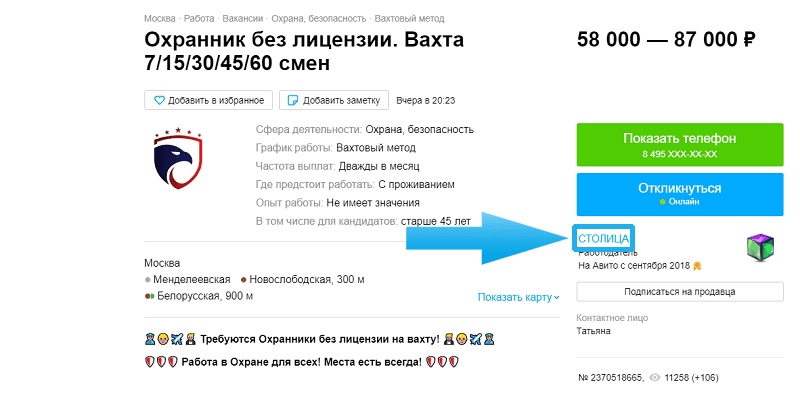 Москва · Работа · Вакансии · Охрана, безопасность · Вахтовый метод
Охранник без лицензии. Вахта
7/15/30/45/60 смен
58 000 — 87 000 ₽
Добавить в избранное
Добавить заметку
Вчера в 20:23
Сфера деятельности: Охрана, безопасность
График работы: Вахтовый метод
Частота выплат: Дважды в месяц
Где предстоит работать: С проживанием
Опыт работы: Не имеет значения
В том числе для кандидатов: старше 45 лет
Показать телефон
8 495 XXX-XX-XX
Откликнуться
Онлайн
СТОЛИЦА
Работодатель
На Авито с сентября 2018
Подписаться на продавца
Контактное лицо
Татьяна
Москва
Менделеевская Новослободская, 300 м
Белорусская, 900 м
Показать карту
Требуются Охранники без лицензии на вахту!
Работа в Охране для всех! Места есть всегда!
№ 2370518665, 11258 (+106)